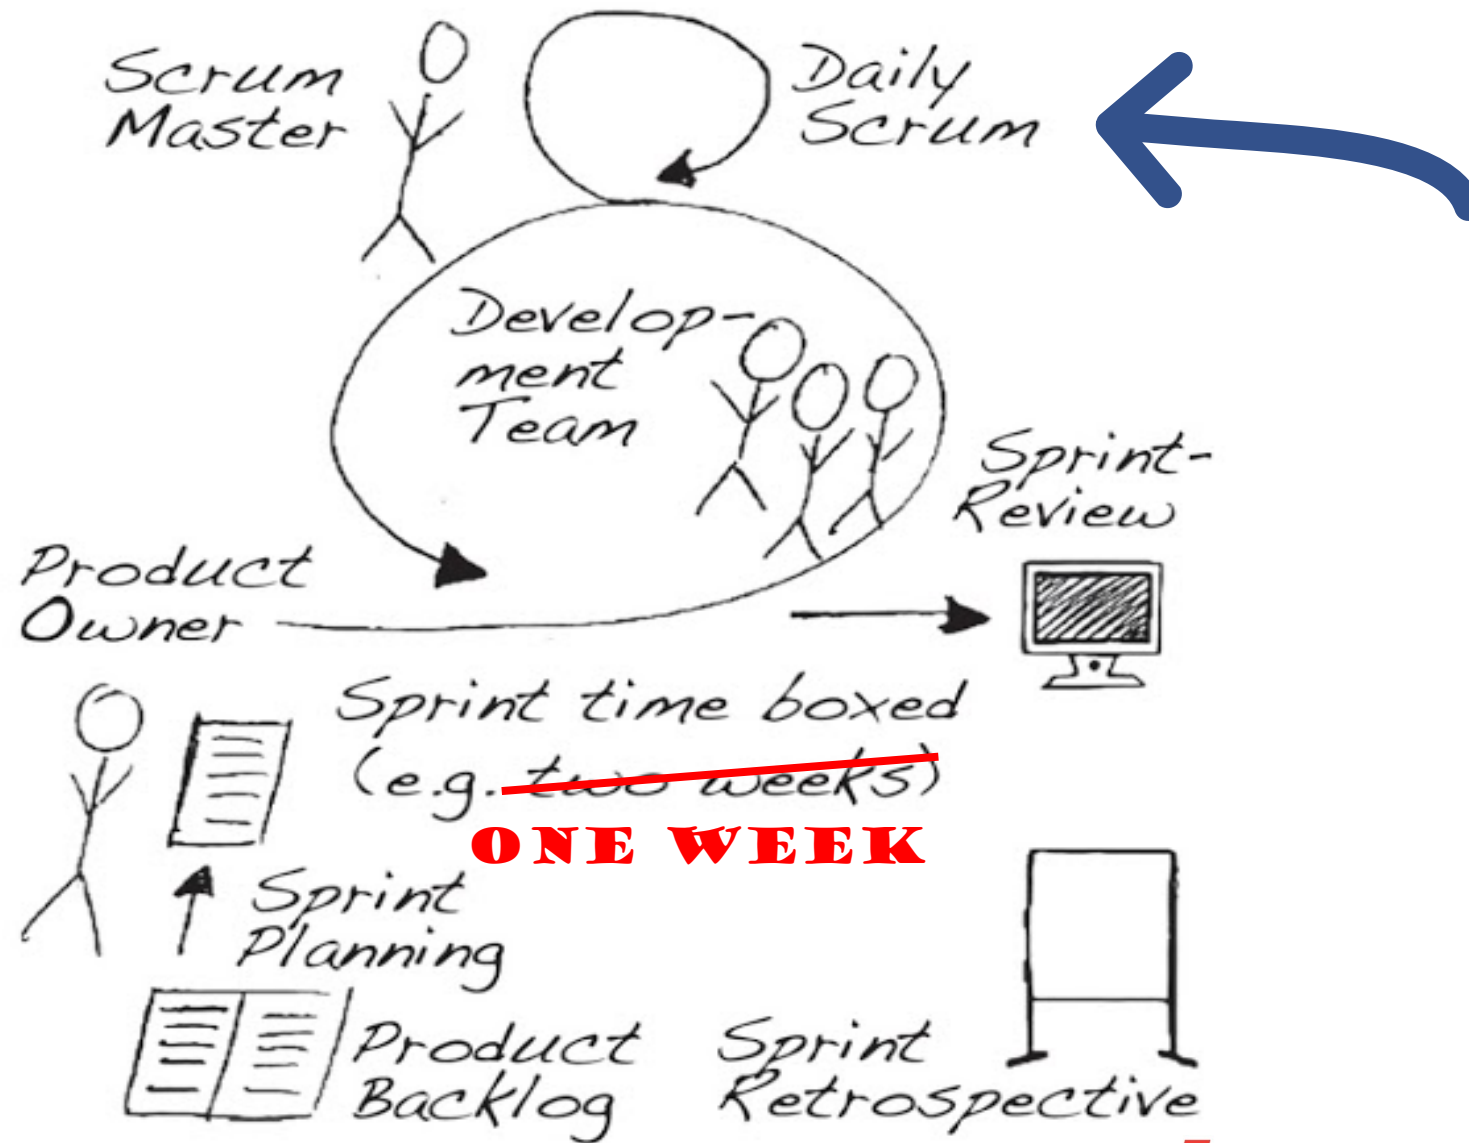 Scrum
Master
Daily
Scrum
Develop-
ment
Team
Sprint-
Review
Product
Owner
Sprint time boxed
(e.g. two weeks)
ONE WEEK
Sprint
Planning
Product
Backlog
Sprint
Retrospective